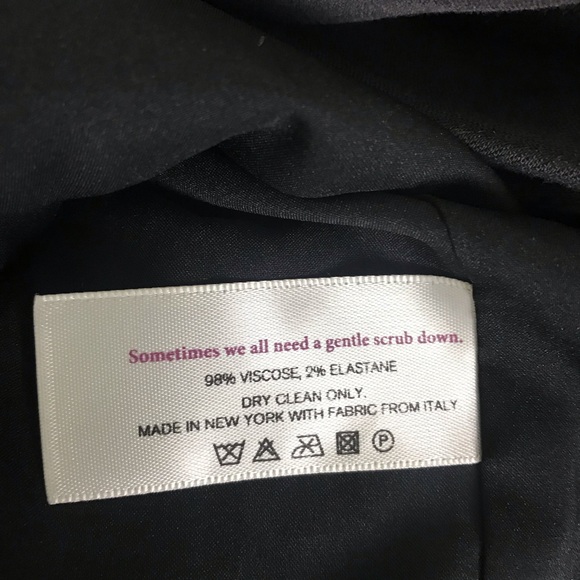 Sometimes we all need a gentle scrub down.
98% VISCOSE, 2% ELASTANE
DRY CLEAN ONLY.
MADE IN NEW YORK WITH FABRIC FROM ITALY
P